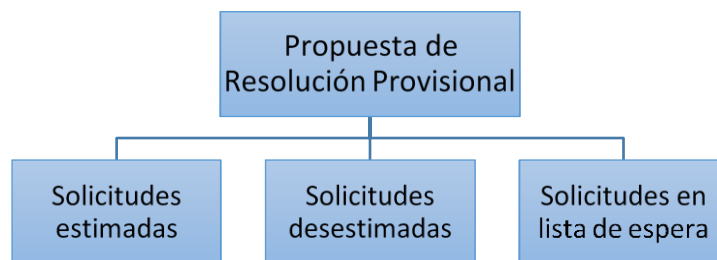 Propuesta de
Resolución Provisional
Solicitudes
estimadas
Solicitudes
desestimadas
Solicitudes en
lista de espera